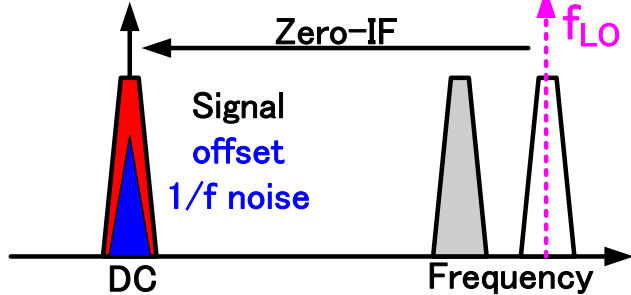 Zero-IF
fLO
Signal
offset
1/f noise
DC
Frequency